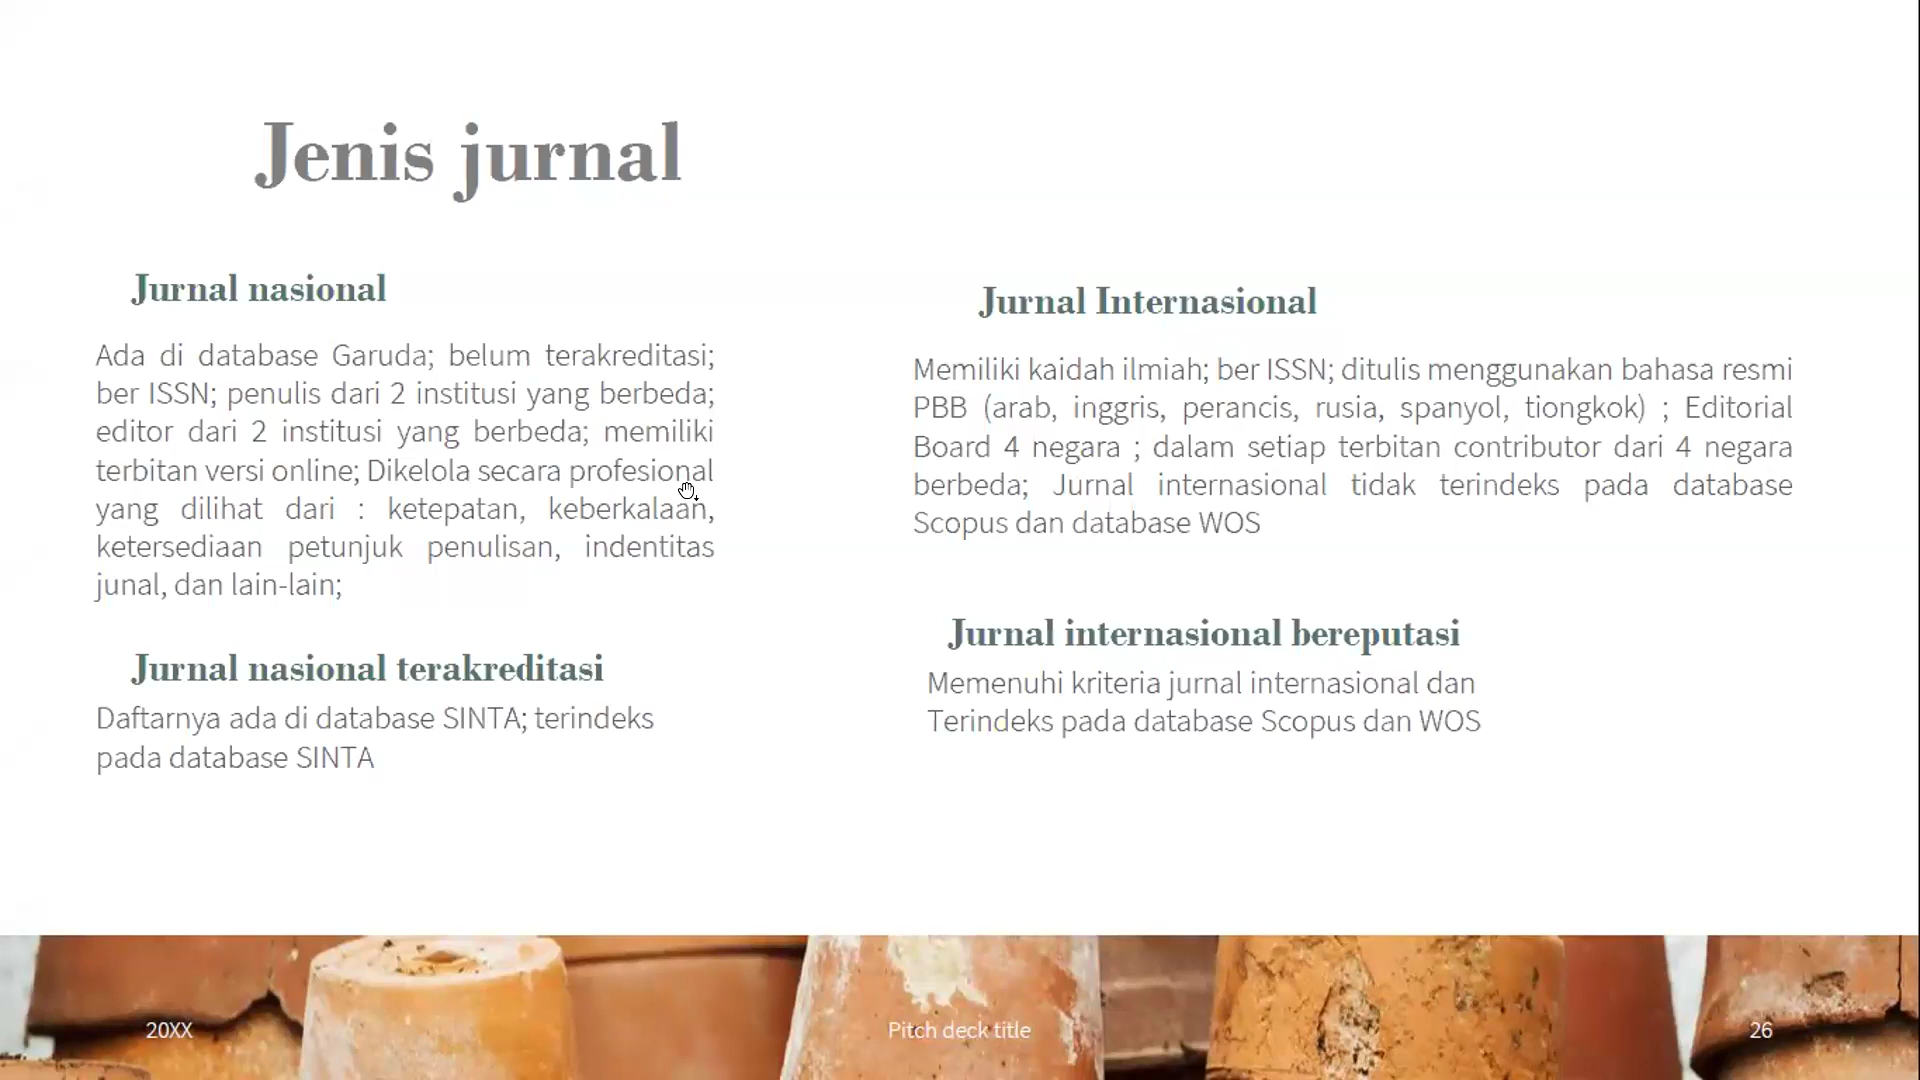 Jenis jurnal
Jurnal nasional
Ada di database Garuda; belum terakreditasi;
ber ISSN; penulis dari 2 institusi yang berbeda;
editor dari 2 institusi yang berbeda; memiliki
terbitan versi online; Dikelola secara profesional
yang dilihat dari : ketepatan, keberkalaan,
ketersediaan petunjuk penulisan, indentitas
junal, dan lain-lain;
Jurnal nasional terakreditasi
Daftarnya ada di database SINTA; terindeks
pada database SINTA
Jurnal Internasional
Memiliki kaidah ilmiah; ber ISSN; ditulis menggunakan bahasa resmi
PBB (arab, inggris, perancis, rusia, spanyol, tiongkok) ; Editorial
Board 4 negara ; dalam setiap terbitan contributor dari 4 negara
berbeda; Jurnal internasional tidak terindeks pada database
Scopus dan database WOS
Jurnal internasional bereputasi
Memenuhi kriteria jurnal internasional dan
Terindeks pada database Scopus dan WOS
20XX
Pitch deck title
26